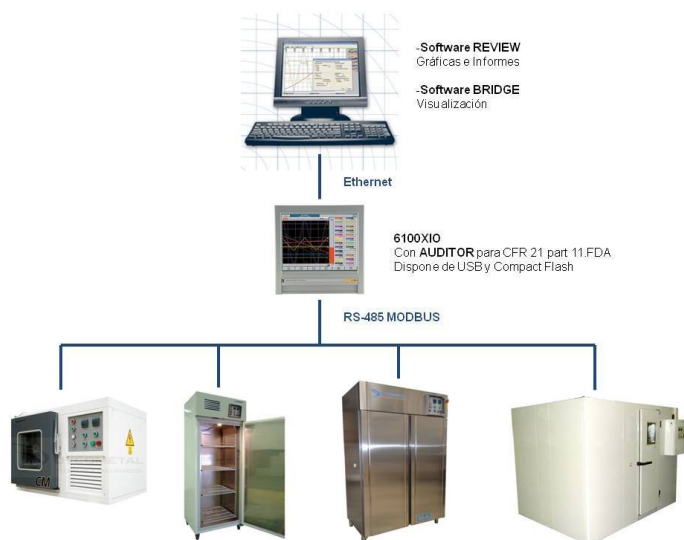 -Software REVIEW
Gráficas e Informes
-Software BRIDGE
Visualización
Ethernet
6100XIO
Con AUDITOR para CFR 21 part 11.FDA
Dispone de USB y Compact Flash
RS-485 MODBUS
CM